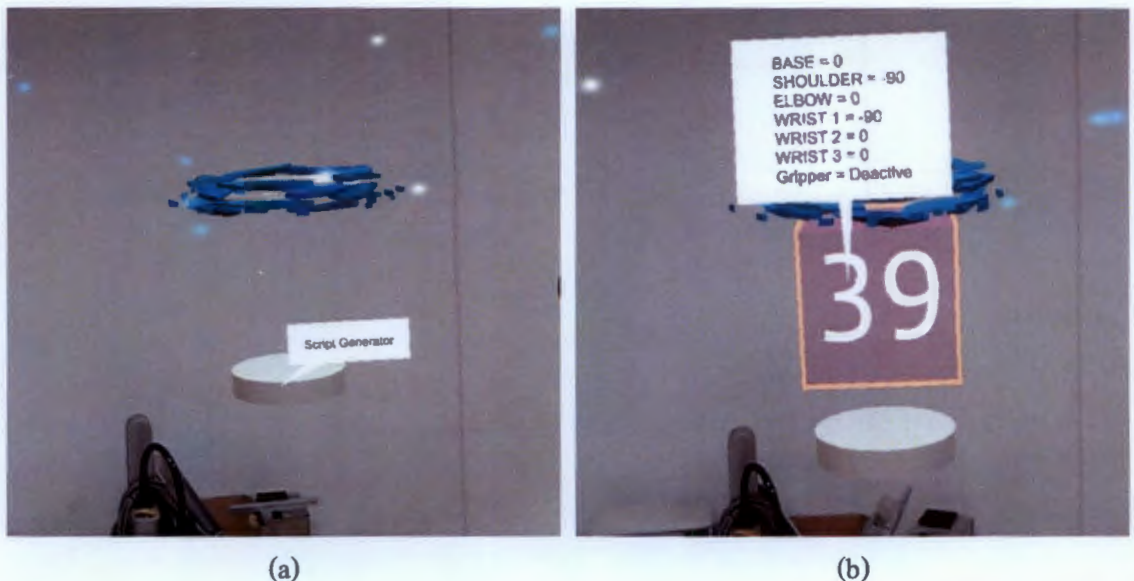 Script Generator
BASE = 0
SHOULDER = -90
ELBOW = 0
WRIST 1 = -90
WRIST 2 = 0
WRIST 3 = 0
Gripper = Deactive
39
(a)
(b)